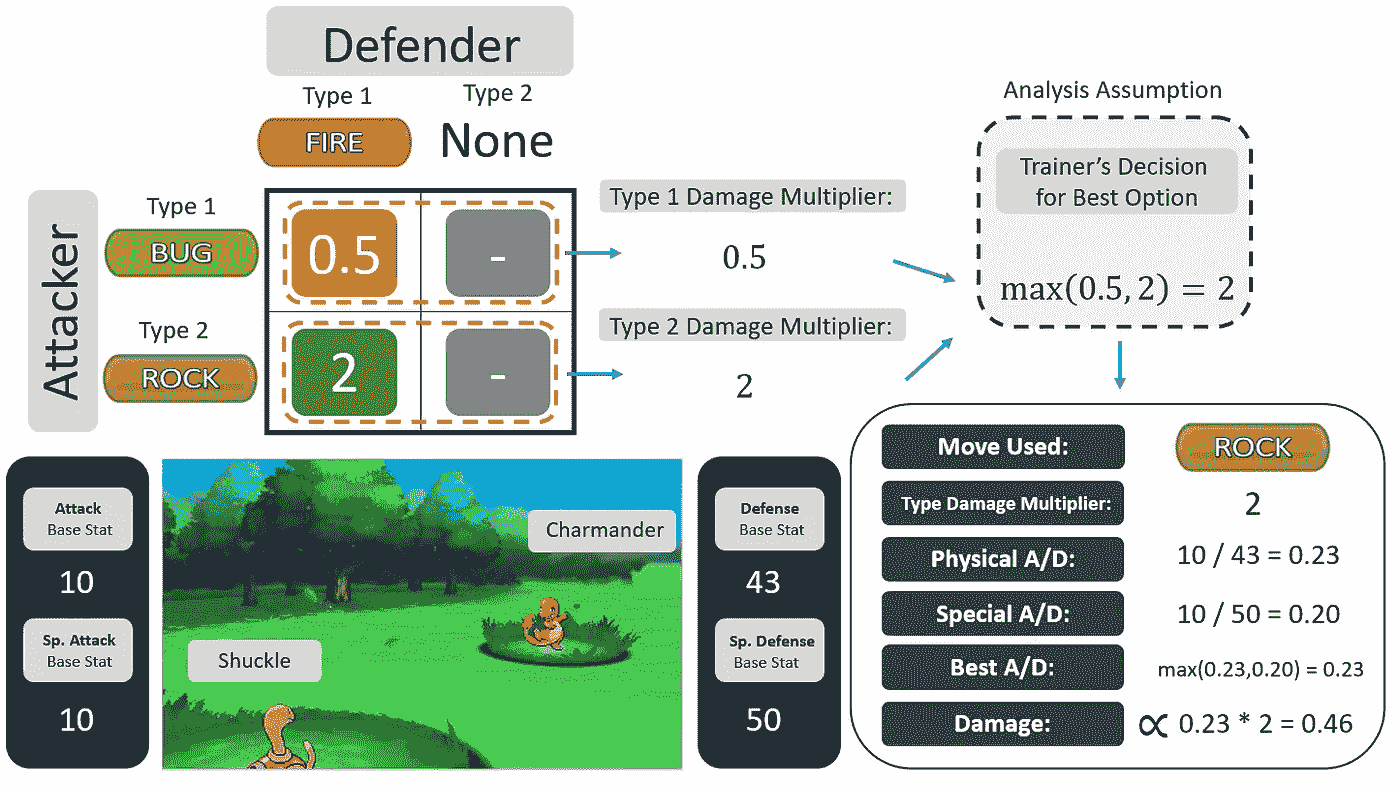 Defender
Type 1
Type 2
FIRE
None
Attacker
Type 1
BUG
Type 2
ROCK
0.5
-
2
-
Type 1 Damage Multiplier:
0.5
Type 2 Damage Multiplier:
2
Analysis Assumption
Trainer's Decision
for Best Option
max(0.5, 2) = 2
Attack
Base Stat
10
Sp. Attack
Base Stat
10
Charmander
Shuckle
Defense
Base Stat
43
Sp. Defense
Base Stat
50
Move Used:
ROCK
Type Damage Multiplier:
2
Physical A/D:
10 / 43 = 0.23
Special A/D:
10 / 50 = 0.20
Best A/D:
max(0.23,0.20) = 0.23
Damage:
∝ 0.23 * 2 = 0.46